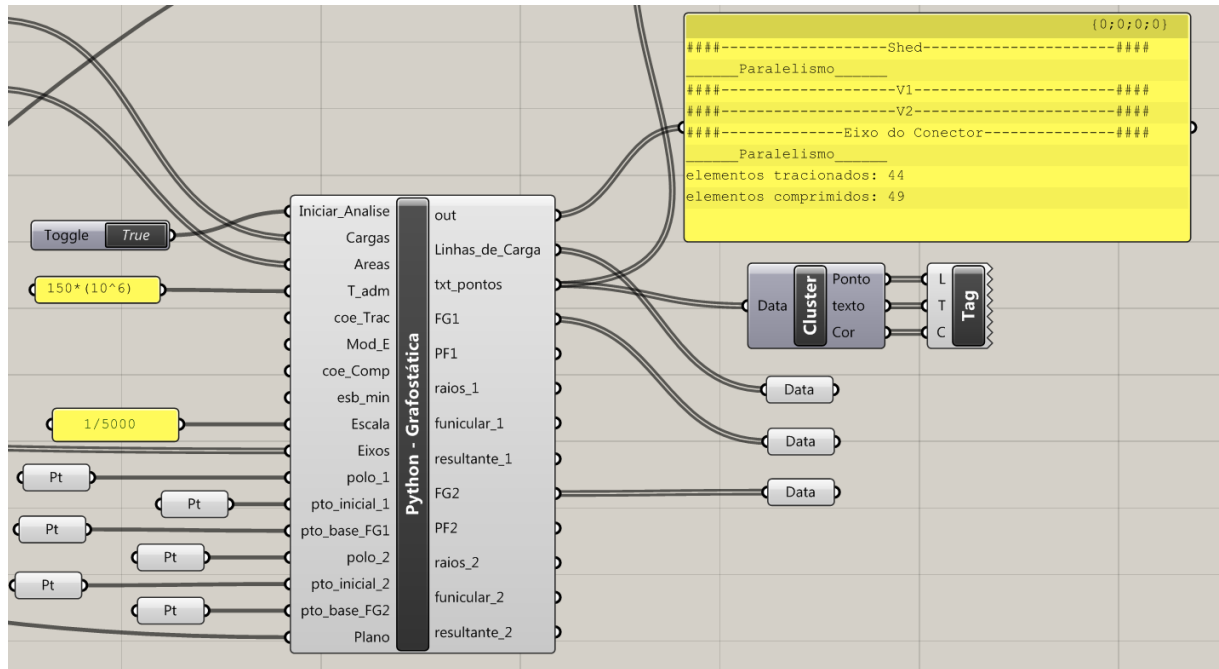 {0;0;0;0}
####-------------------Shed----------------------####
______Paralelismo______
####--------------------V1-----------------------####
####--------------------V2-----------------------####
####--------------Eixo do Conector---------------####
______Paralelismo______
elementos tracionados: 44
elementos comprimidos: 49
Toggle True
150*(10^6)
1/5000
Pt
Pt
Pt
Pt
Pt
Pt
Iniciar_Analise
Cargas
Areas
T_adm
coe_Trac
Mod_E
coe_Comp
esb_min
Escala
Eixos
polo_1
pto_inicial_1
pto_base_FG1
polo_2
pto_inicial_2
pto_base_FG2
Plano
Python - Grafostática
out
Linhas_de_Carga
txt_pontos
FG1
PF1
raios_1
funicular_1
resultante_1
FG2
PF2
raios_2
funicular_2
resultante_2
Data
Cluster
Ponto
texto
Cor
L
T
C
Tag
Data
Data
Data